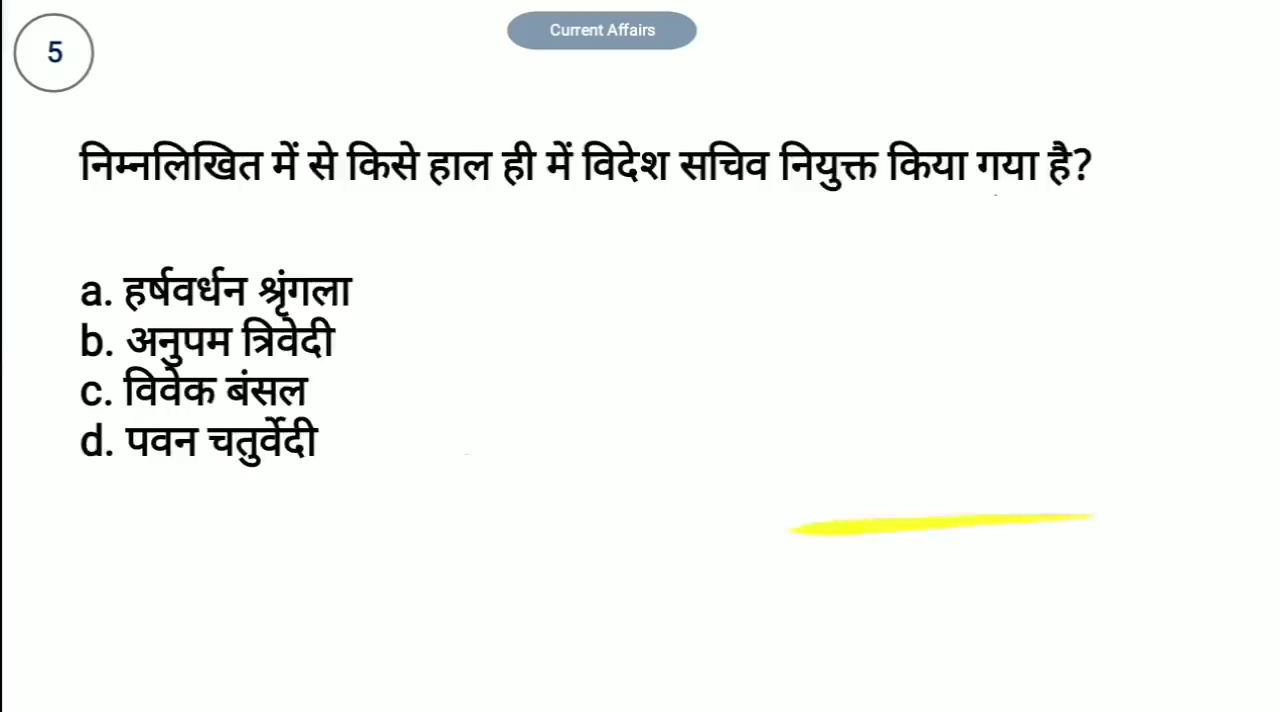 5
Current Affairs
निम्नलिखित में से किसे हाल ही में विदेश सचिव नियुक्त किया गया है?
a. हर्षवर्धन श्रृंगला
b. अनुपम त्रिवेदी
c. विवेक बंसल
d. पवन चतुर्वेदी